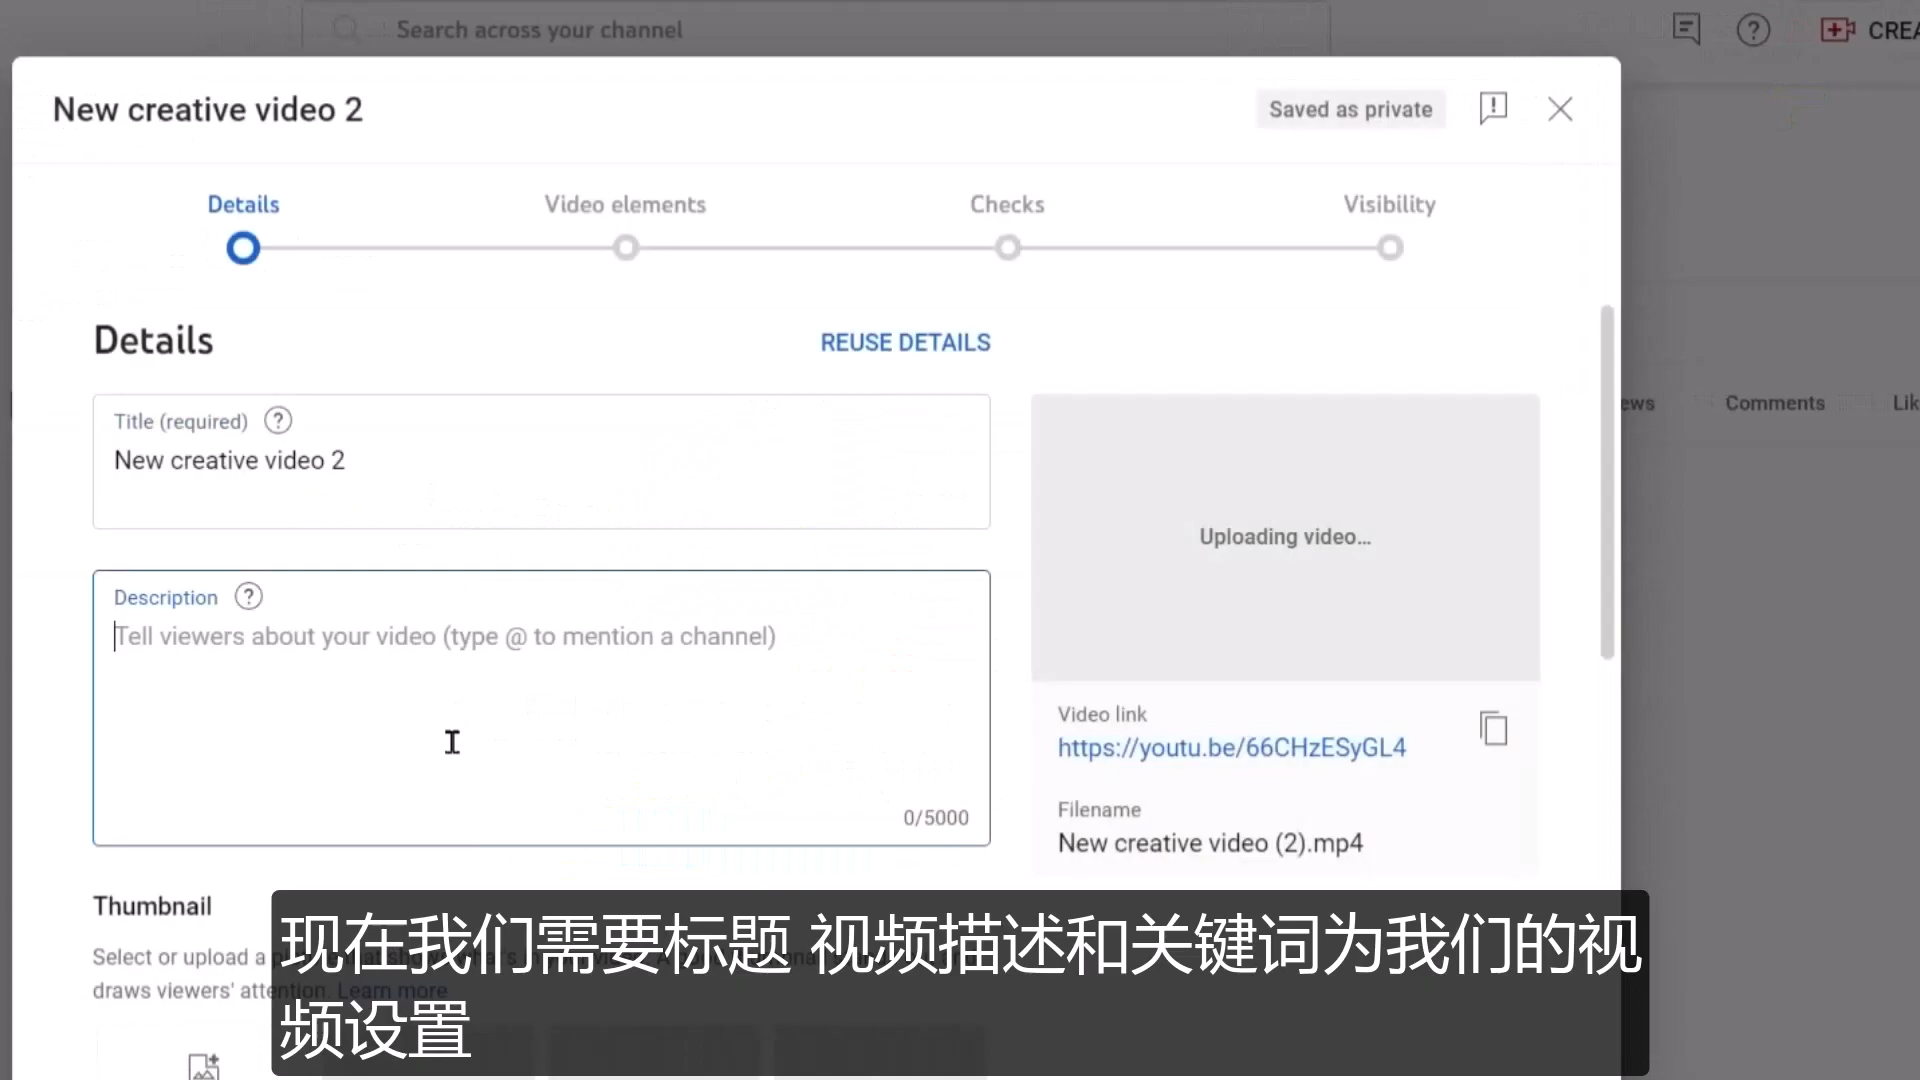 Search across your channel
CREA
New creative video 2
Saved as private
Details
Video elements
Checks
Visibility
Details
REUSE DETAILS
Title (required)
New creative video 2
Description
Tell viewers about your video (type @ to mention a channel)
0/5000
Uploading video...
Video link
https://youtu.be/66CHzESyGL4
Filename
New creative video (2).mp4
ews
Comments
Lik
Thumbnail
Select or upload a
draws viewers' attention. Learn more
现在我们需要标题 视频描述和关键词为我们的视
频设置